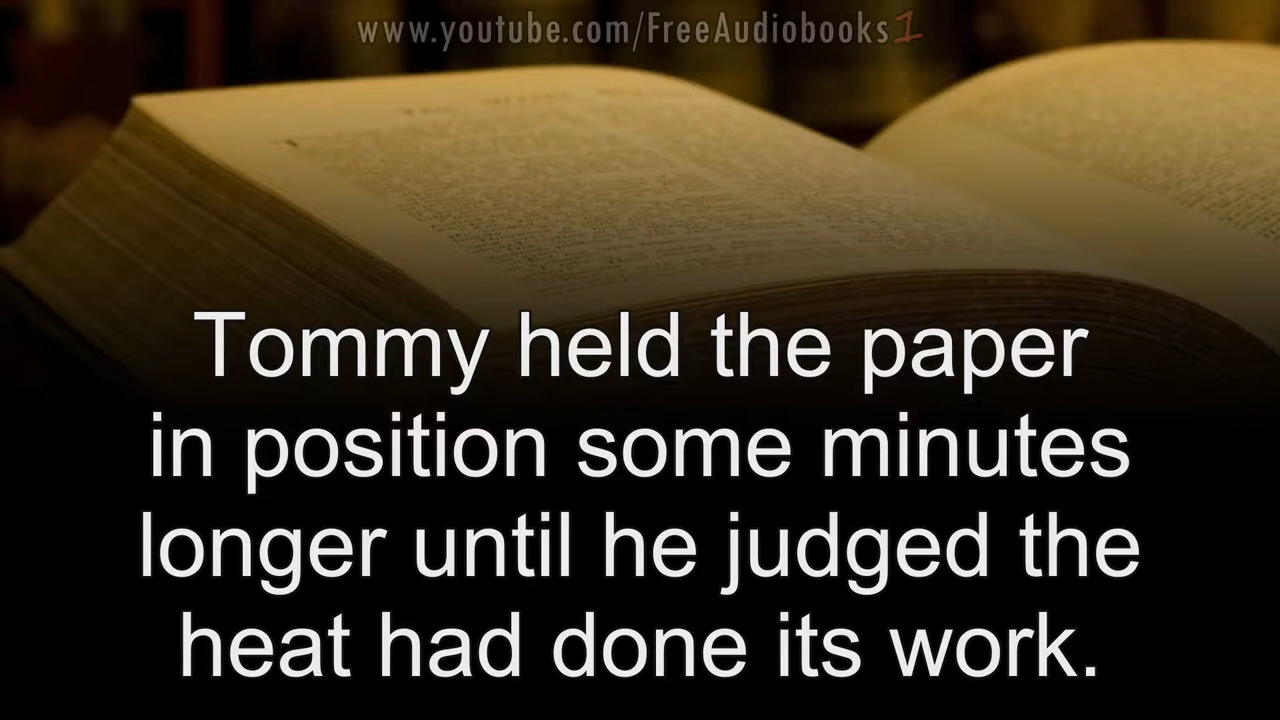 www.youtube.com/FreeAudiobooks1
Tommy held the paper
in position some minutes
longer until he judged the
heat had done its work.